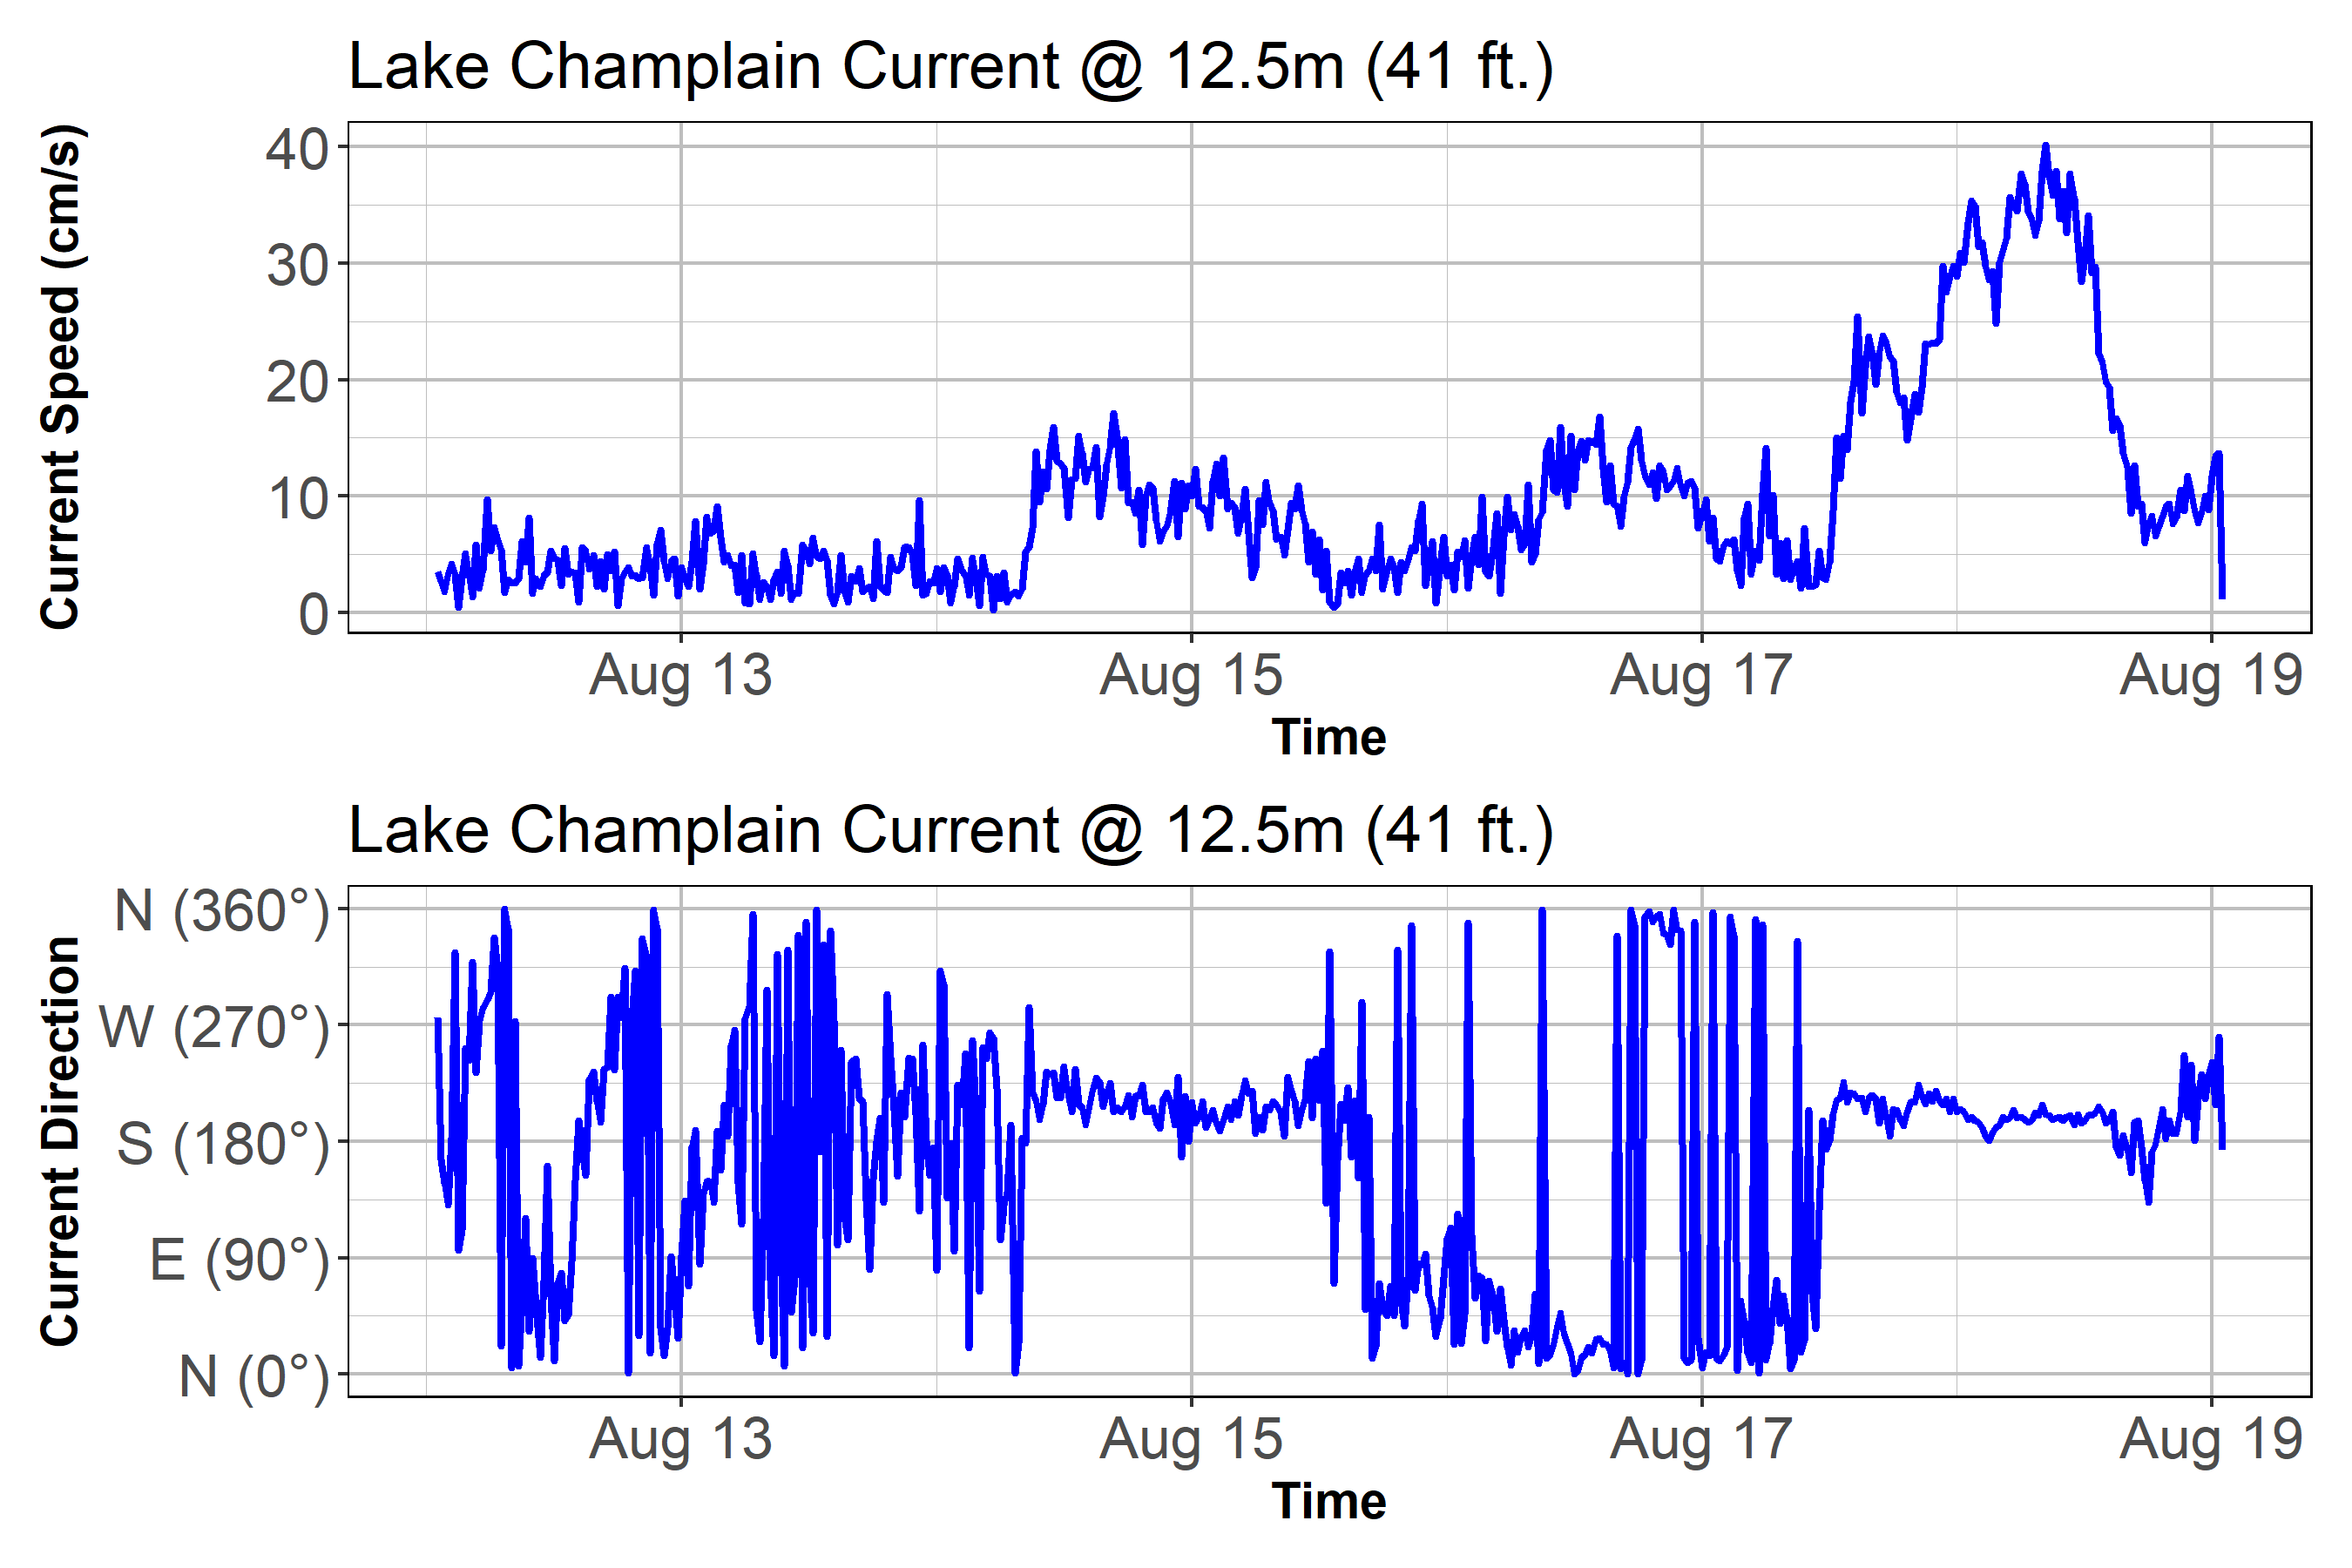 Lake Champlain Current @ 12.5m (41 ft.)
Current Speed (cm/s)
40
30
20
10
0
Aug 13
Aug 15
Aug 17
Aug 19
Time
Lake Champlain Current @ 12.5m (41 ft.)
Current Direction
N (360°)
W (270°)
S (180°)
E (90°)
N (0°)
Aug 13
Aug 15
Aug 17
Aug 19
Time